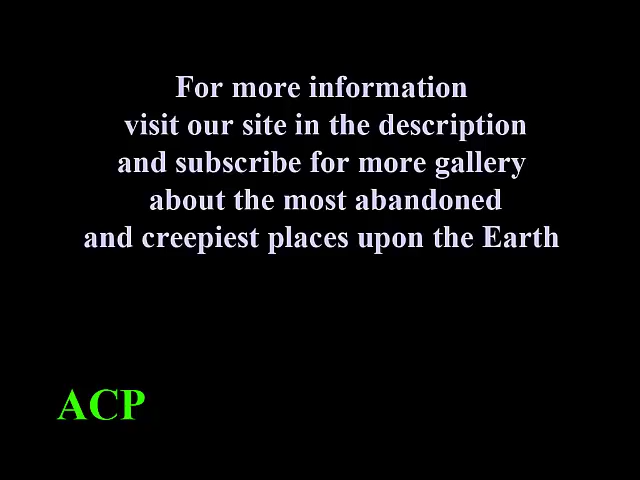 For more information
visit our site in the description
and subscribe for more gallery
about the most abandoned
and creepiest places upon the Earth
ACP